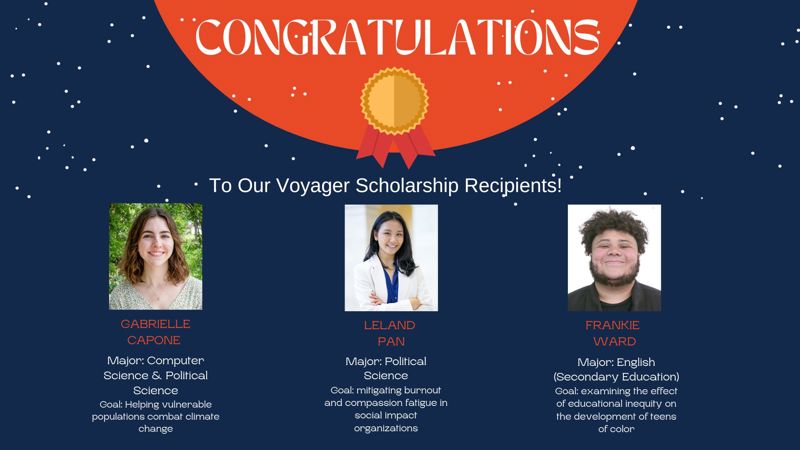 CONGRATULATIONS
To Our Voyager Scholarship Recipients!
GABRIELLE
CAPONE
Major: Computer
Science & Political
Science
Goal: Helping vulnerable
populations combat climate
change
LELAND
PAN
Major: Political
Science
Goal: mitigating burnout
and compassion fatigue in
social impact
organizations
FRANKIE
WARD
Major: English
(Secondary Education)
Goal: examining the effect
of educational inequity on
the development of teens
of color